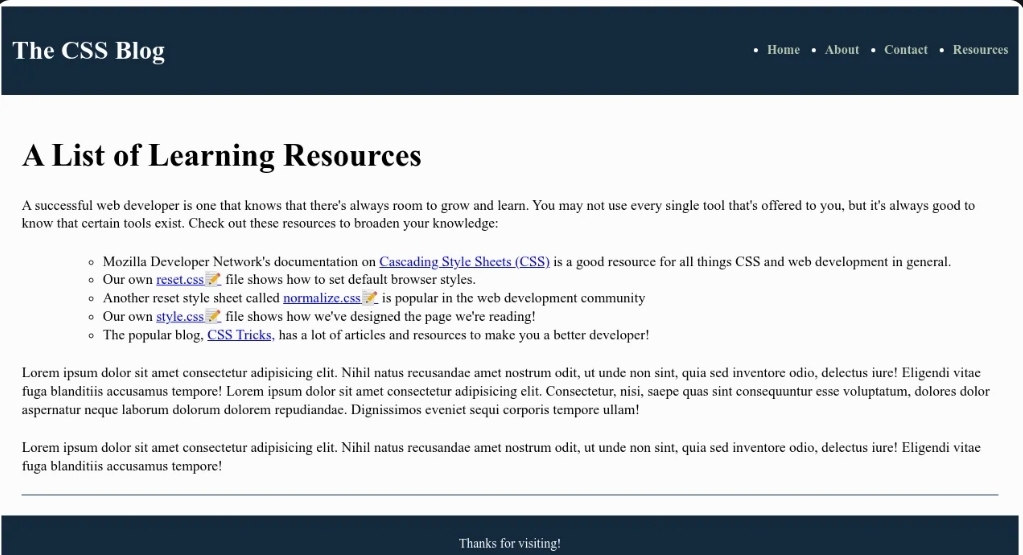 The CSS Blog
• Home • About • Contact • Resources
A List of Learning Resources
A successful web developer is one that knows that there's always room to grow and learn. You may not use every single tool that's offered to you, but it's always good to
know that certain tools exist. Check out these resources to broaden your knowledge:
◦ Mozilla Developer Network's documentation on Cascading Style Sheets (CSS) is a good resource for all things CSS and web development in general.
◦ Our own reset.css📝 file shows how to set default browser styles.
◦ Another reset style sheet called normalize.css📝 is popular in the web development community
◦ Our own style.css📝 file shows how we've designed the page we're reading!
◦ The popular blog, CSS Tricks, has a lot of articles and resources to make you a better developer!
Lorem ipsum dolor sit amet consectetur adipisicing elit. Nihil natus recusandae amet nostrum odit, ut unde non sint, quia sed inventore odio, delectus iure! Eligendi vitae
fuga blanditiis accusamus tempore! Lorem ipsum dolor sit amet consectetur adipisicing elit. Consectetur, nisi, saepe quas sint consequuntur esse voluptatum, dolores dolor
aspernatur neque laborum dolorum dolorem repudiandae. Dignissimos eveniet sequi corporis tempore ullam!
Lorem ipsum dolor sit amet consectetur adipisicing elit. Nihil natus recusandae amet nostrum odit, ut unde non sint, quia sed inventore odio, delectus iure! Eligendi vitae
fuga blanditiis accusamus tempore!
Thanks for visiting!